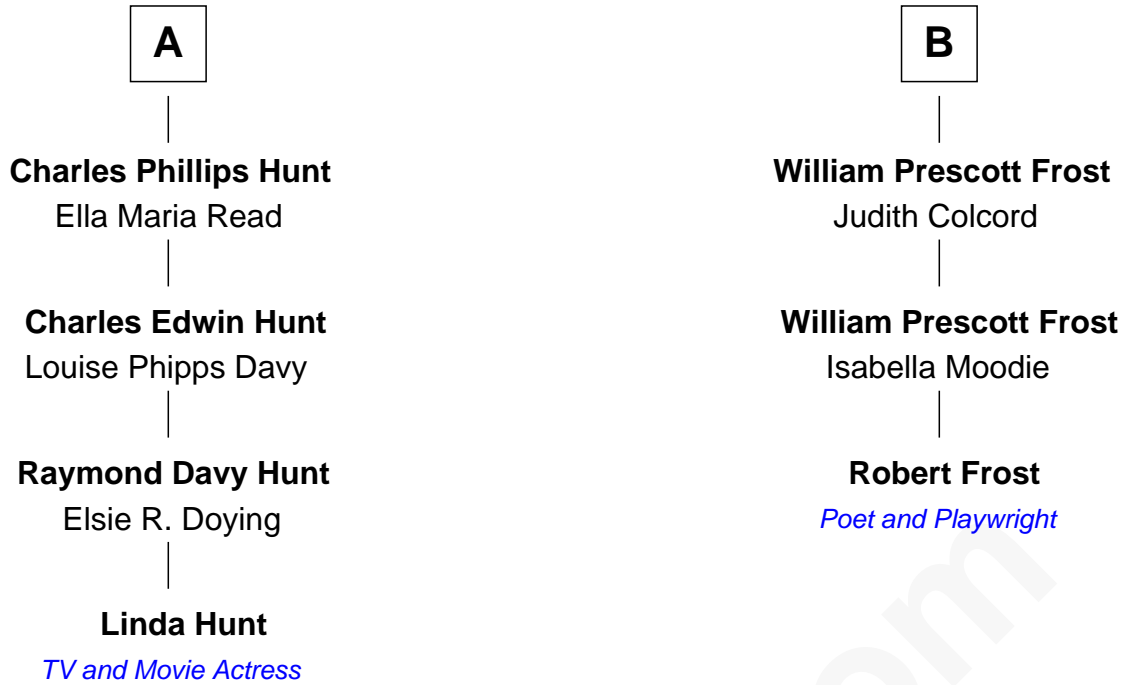 A
Charles Phillips Hunt
Ella Maria Read
Charles Edwin Hunt
Louise Phipps Davy
Raymond Davy Hunt
Elsie R. Doying
Linda Hunt
TV and Movie Actress
B
William Prescott Frost
Judith Colcord
William Prescott Frost
Isabella Moodie
Robert Frost
Poet and Playwright
om